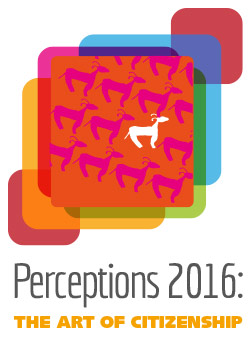 Perceptions 2016:
THE ART OF CITIZENSHIP